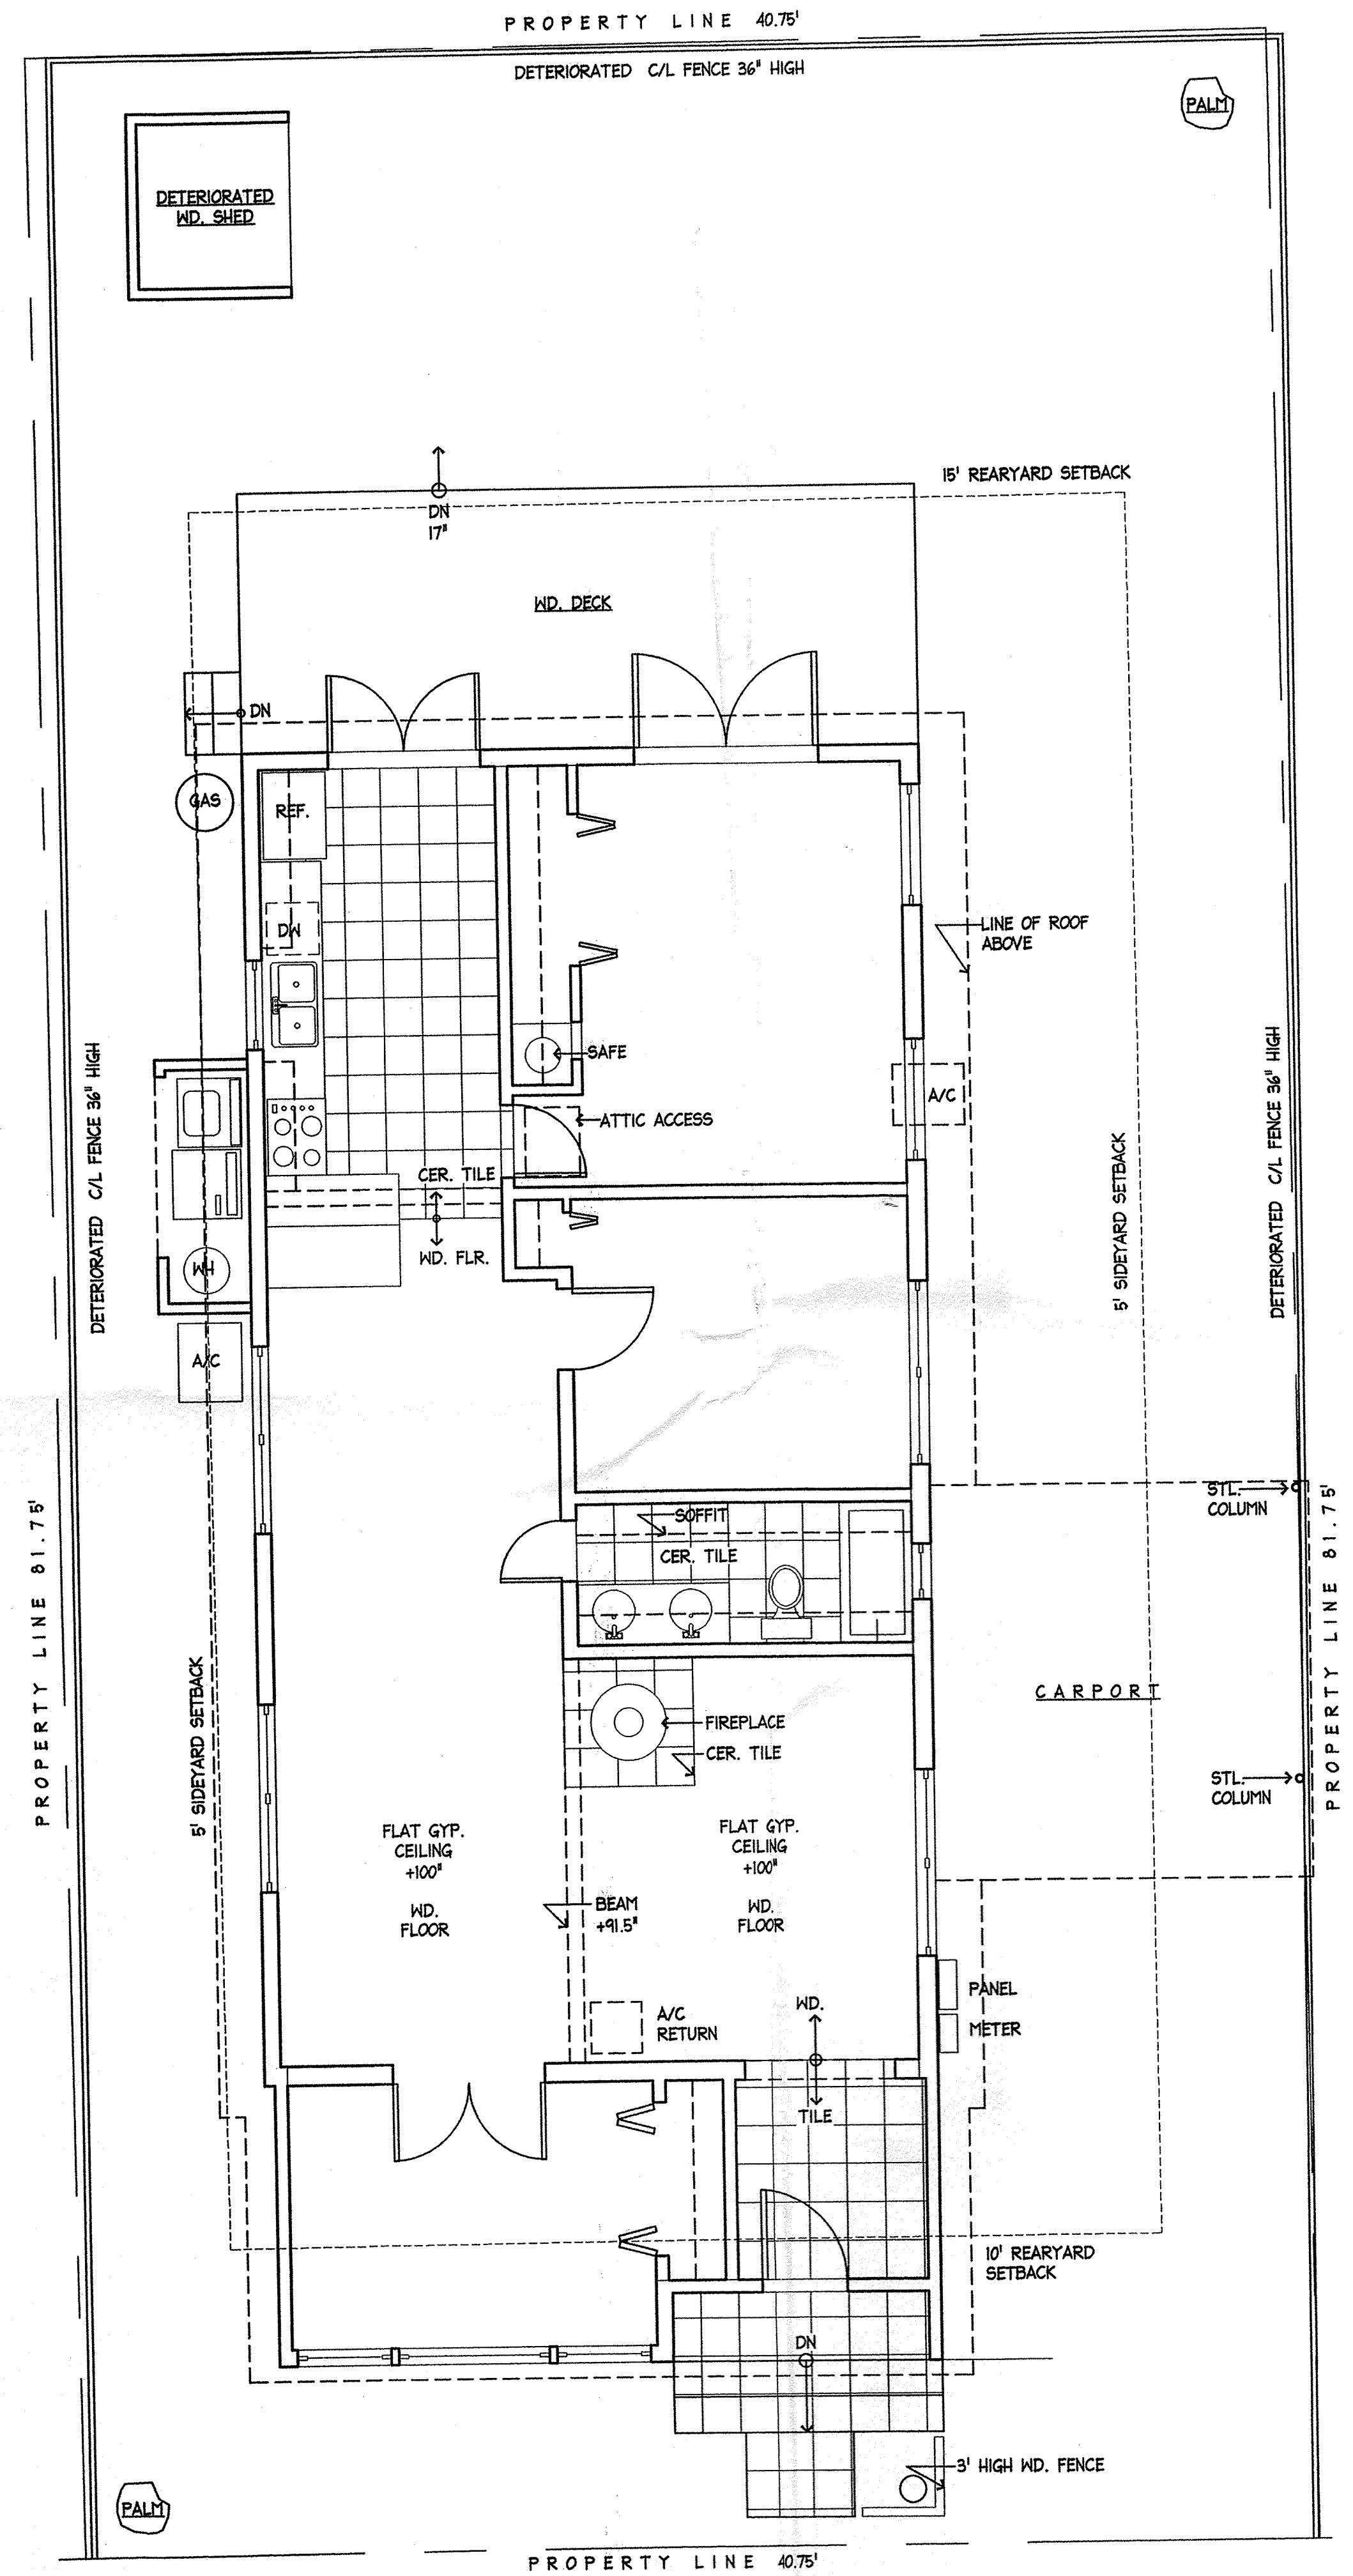 PROPERTY LINE 40.75'
DETERIORATED C/L FENCE 36" HIGH
PALM
DETERIORATED
WD. SHED
15' REARYARD SETBACK
DN
17"
WD. DECK
DN
GAS
REF.
DW
LINE OF ROOF
ABOVE
SAFE
A/C
ATTIC ACCESS
CER. TILE
WD. FLR.
DETERIORATED C/L FENCE 36" HIGH
WH
A/C
5' SIDEYARD SETBACK
DETERIORATED C/L FENCE 36" HIGH
STL.
COLUMN
SOFFIT
CER. TILE
PROPERTY LINE 81.75'
PROPERTY LINE 81.75'
5' SIDEYARD SETBACK
CARPORT
FIREPLACE
CER. TILE
STL.
COLUMN
FLAT GYP.
CEILING
+100"
WD.
FLOOR
FLAT GYP.
CEILING
+100"
WD.
FLOOR
BEAM
+91.5"
A/C
RETURN
WD.
PANEL
METER
TILE
10' REARYARD
SETBACK
DN
3' HIGH WD. FENCE
PALM
PROPERTY LINE 40.75'